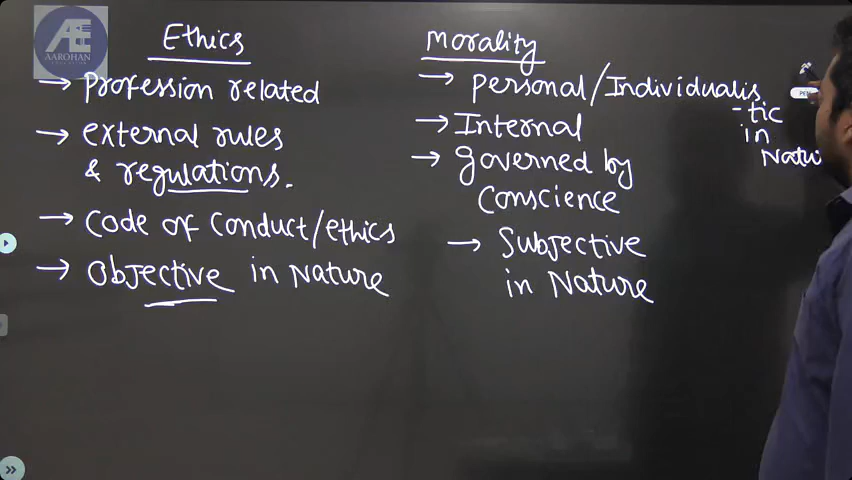 AAROHAN
EDUCATION
Ethics
→ Profession related
→ external rules
& regulations.
→ Code of Conduct/ethics
→ Objective in Nature
Morality
→ Personal/Individualis
-tic
in
→ Internal
→ Governed by
Conscience
→ Subjective
in Nature